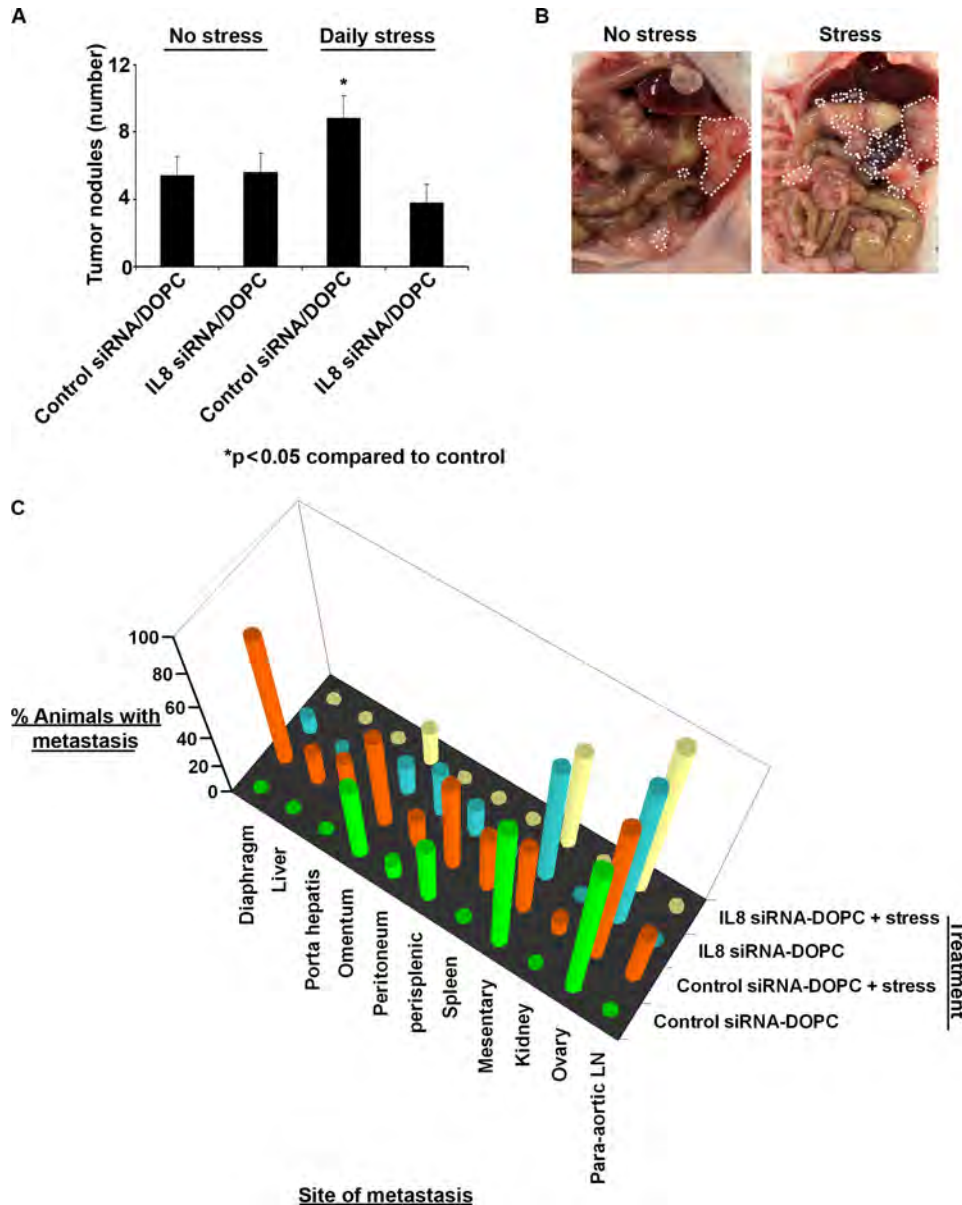 A
No stress
Daily stress
Tumor nodules (number)
12
8
4
0
*
Control siRNA/DOPC
IL8 siRNA/DOPC
Control siRNA/DOPC
IL8 siRNA/DOPC
*p<0.05 compared to control
B
No stress
Stress
C
% Animals with
metastasis
100
80
60
40
20
0
Diaphragm
Liver
Porta hepatis
Omentum
Peritoneum
perisplenic
Spleen
Mesentary
Kidney
Ovary
Para-aortic LN
Site of metastasis
IL8 siRNA-DOPC + stress
IL8 siRNA-DOPC
Control siRNA-DOPC + stress
Control siRNA-DOPC
Treatment